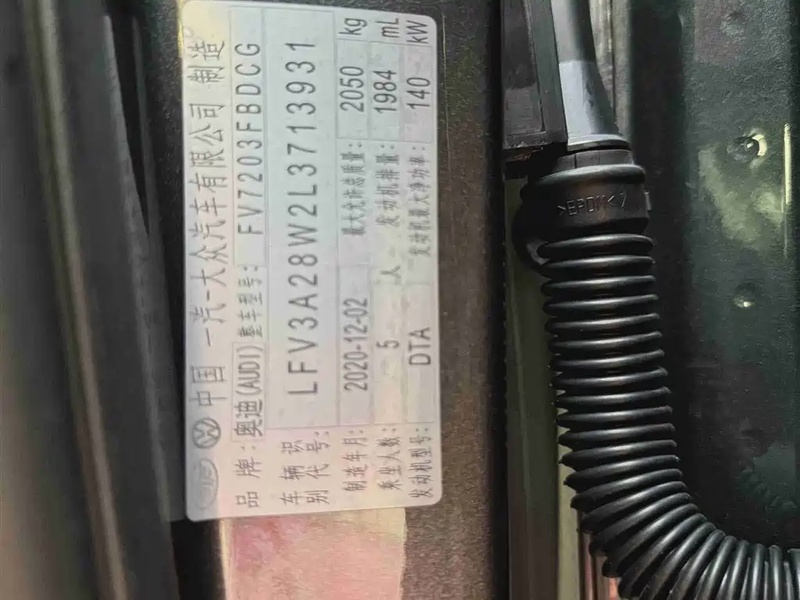 中国 一汽-大众汽车有限公司 制造
品牌: 奥迪(AUDI) 整车型号: FV7203FBDCG
车辆识别代号: LFV3A28W2L3713931
制造年月: 2020-12-02 最大允许总质量: 2050 kg
乘坐人数: 5 人 发动机排量: 1984 mL
发动机型号: DTA 发动机最大净功率: 140 kW
>EPDM<